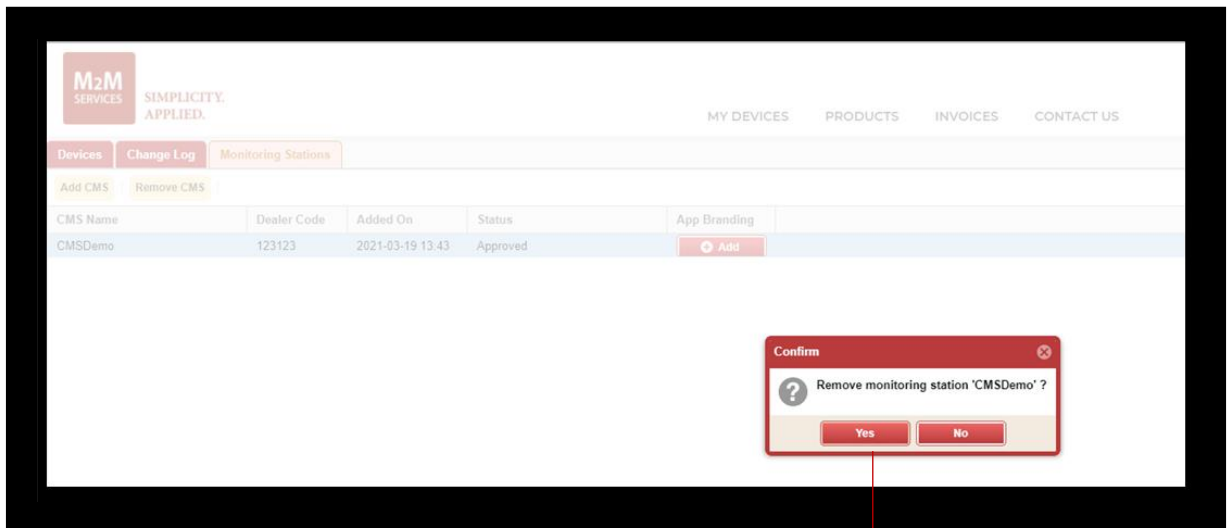 M2M
SERVICES
SIMPLICITY.
APPLIED.
MY DEVICES PRODUCTS INVOICES CONTACT US
Devices Change Log Monitoring Stations
Add CMS Remove CMS
CMS Name Dealer Code Added On Status App Branding
CMSDemo 123123 2021-03-19 13:43 Approved Add
Confirm
Remove monitoring station 'CMSDemo' ?
Yes No